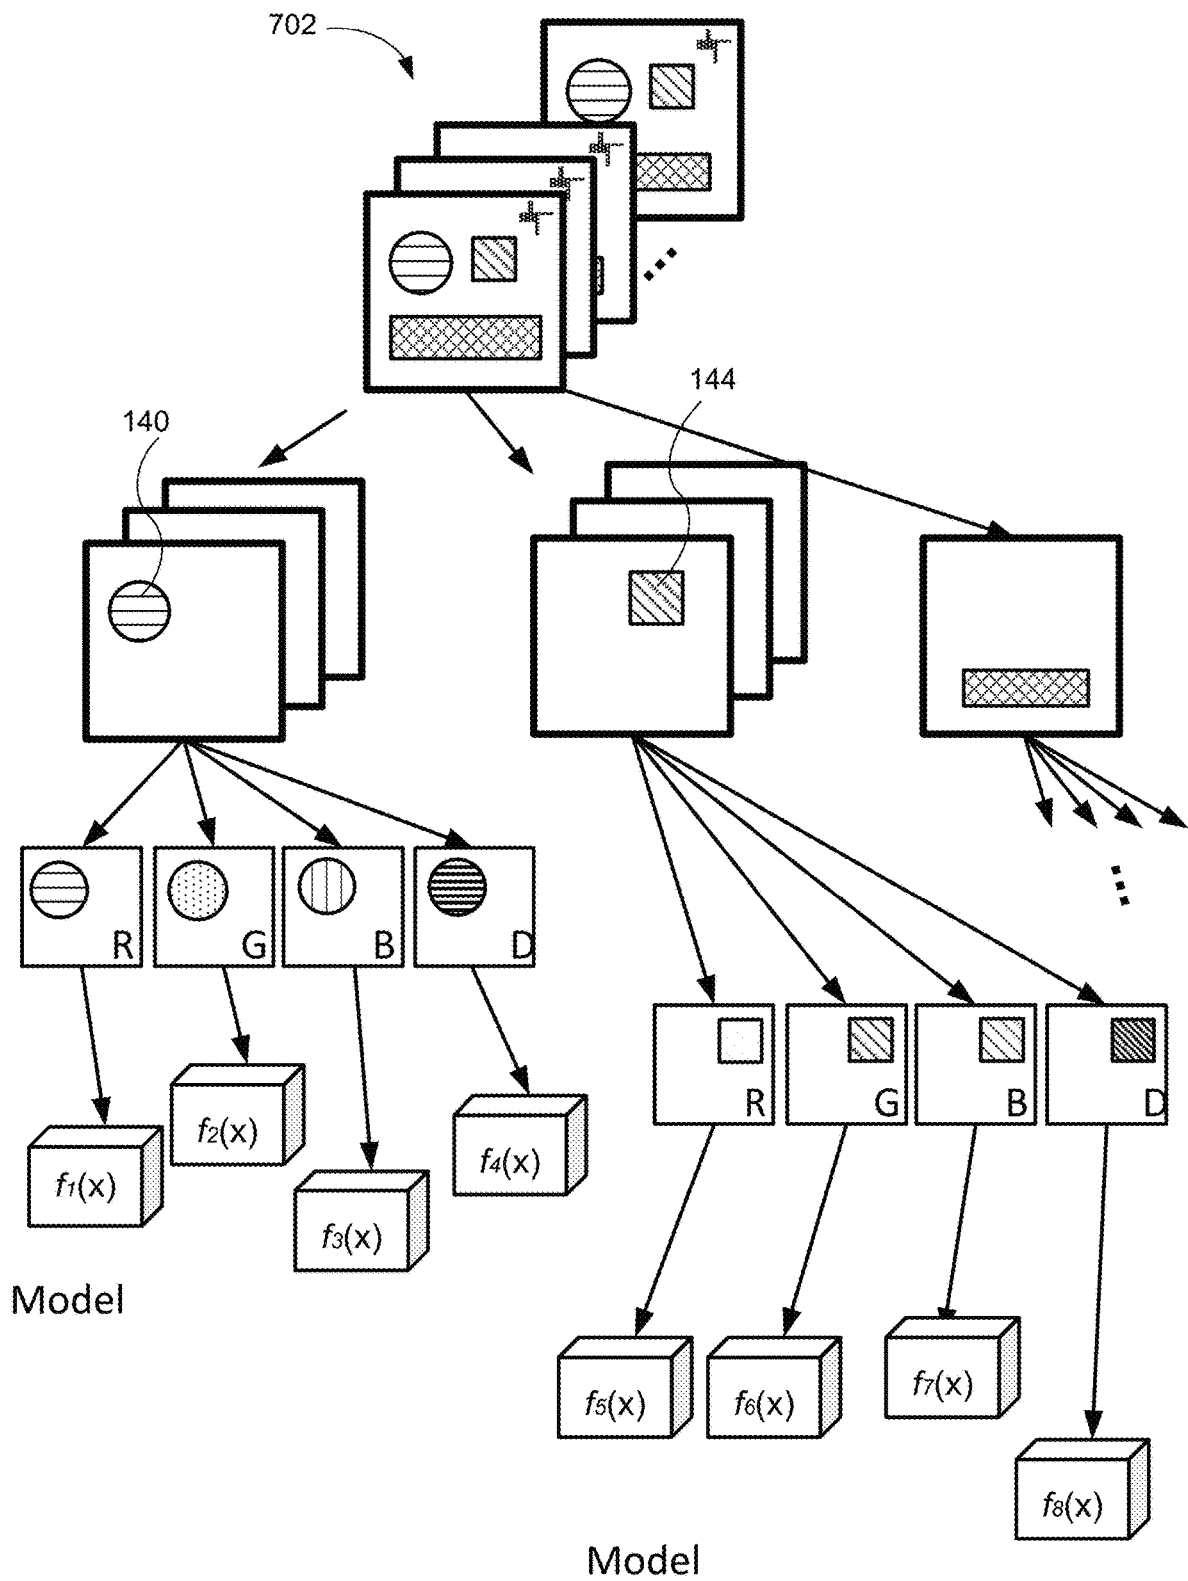 702
144
140
R G B D
R G B D
f2(x)
f4(x)
f1(x)
f3(x)
Model
f7(x)
f5(x) f6(x)
f8(x)
Model